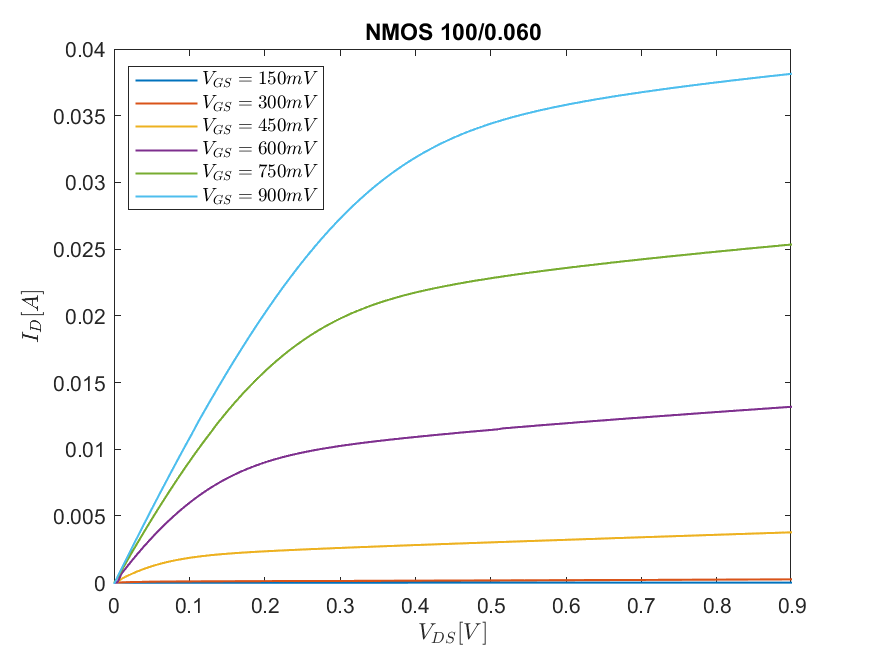 NMOS 100/0.060
0.04
0.035
0.03
0.025
0.02
0.015
0.01
0.005
0
I_D[A]
V_GS = 150mV
V_GS = 300mV
V_GS = 450mV
V_GS = 600mV
V_GS = 750mV
V_GS = 900mV
0 0.1 0.2 0.3 0.4 0.5 0.6 0.7 0.8 0.9
V_DS[V]